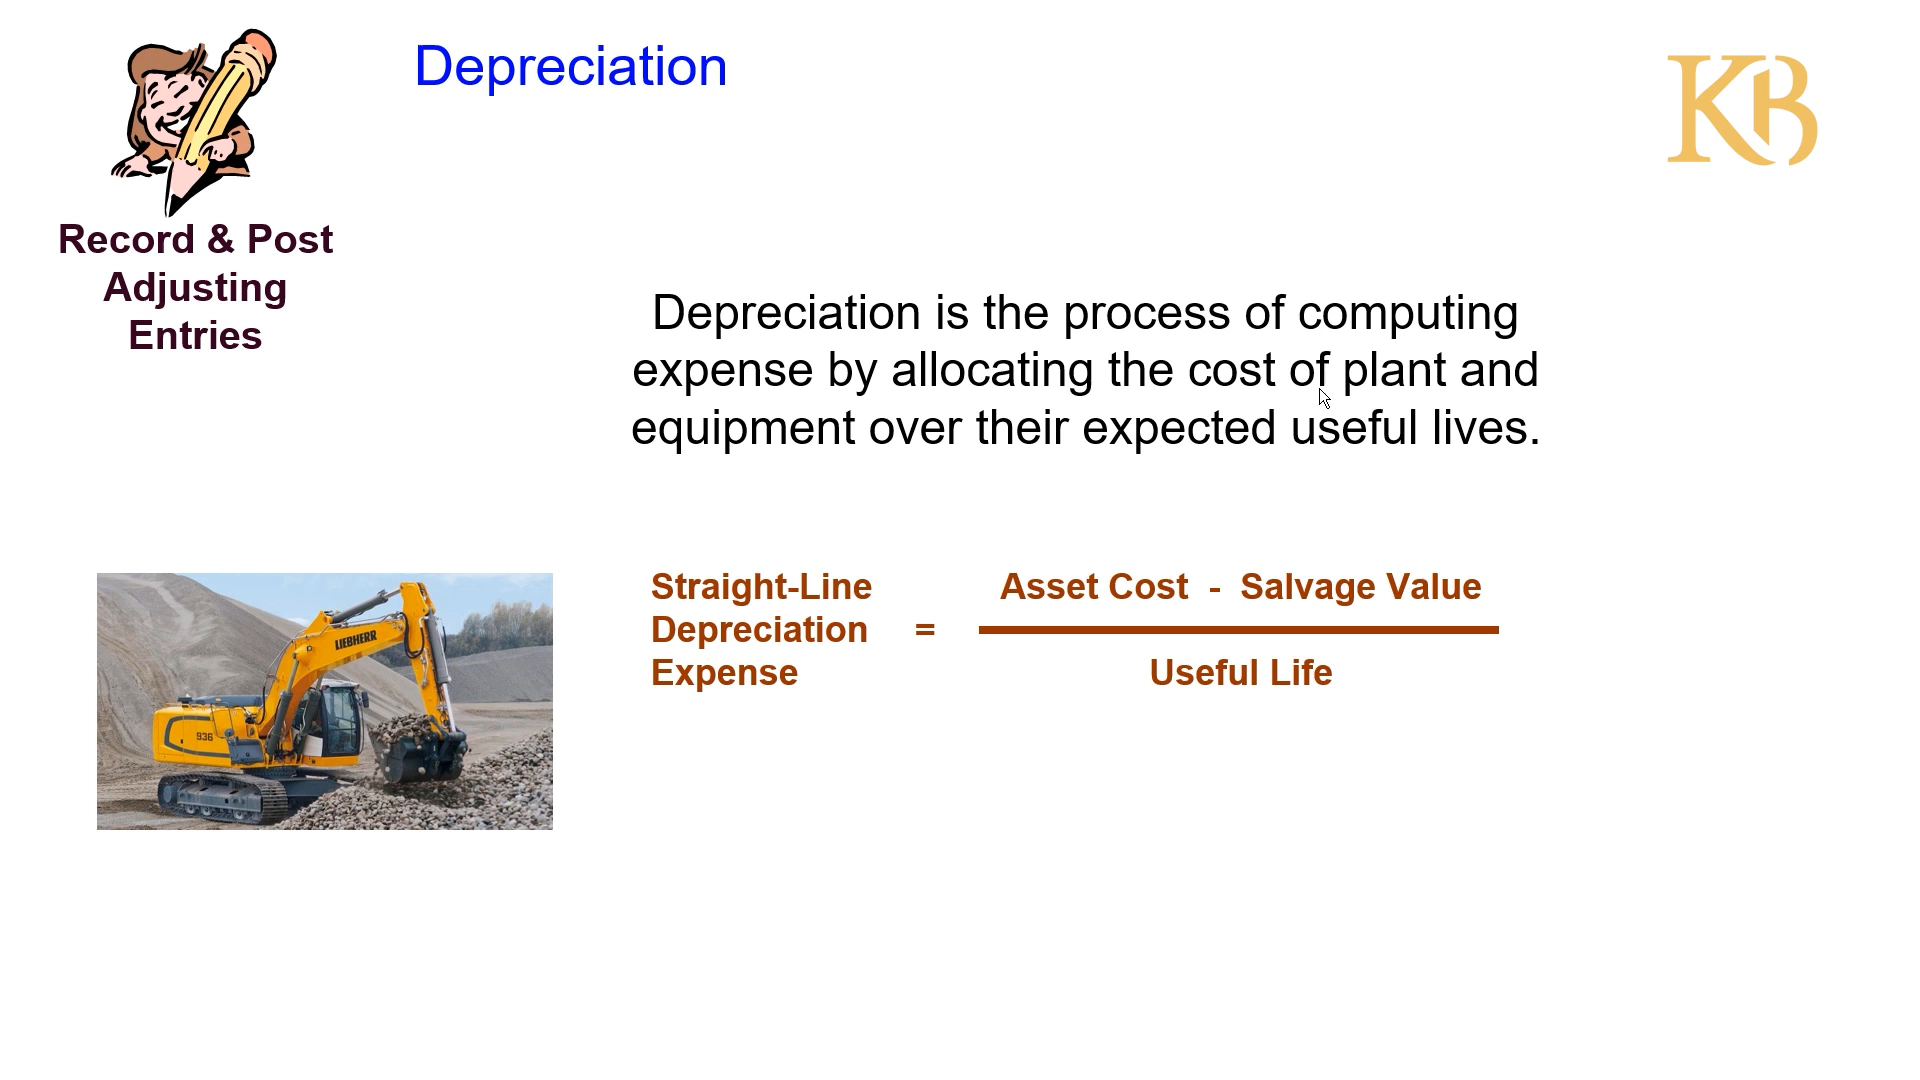 Depreciation
KB
Record & Post
Adjusting
Entries
Depreciation is the process of computing
expense by allocating the cost of plant and
equipment over their expected useful lives.
LIEBHERR
936
Straight-Line
Depreciation
Expense
=
Asset Cost - Salvage Value
Useful Life